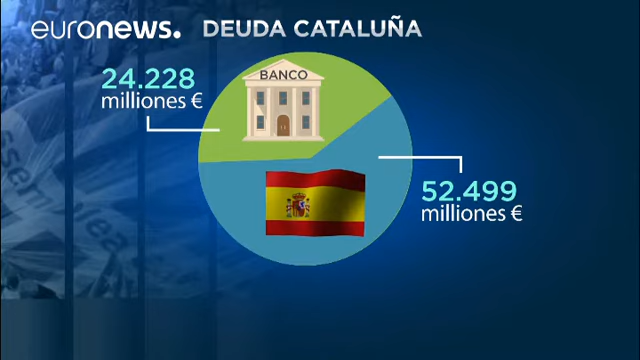 euronews. DEUDA CATALUÑA
24.228
milliones €
BANCO
52.499
milliones €